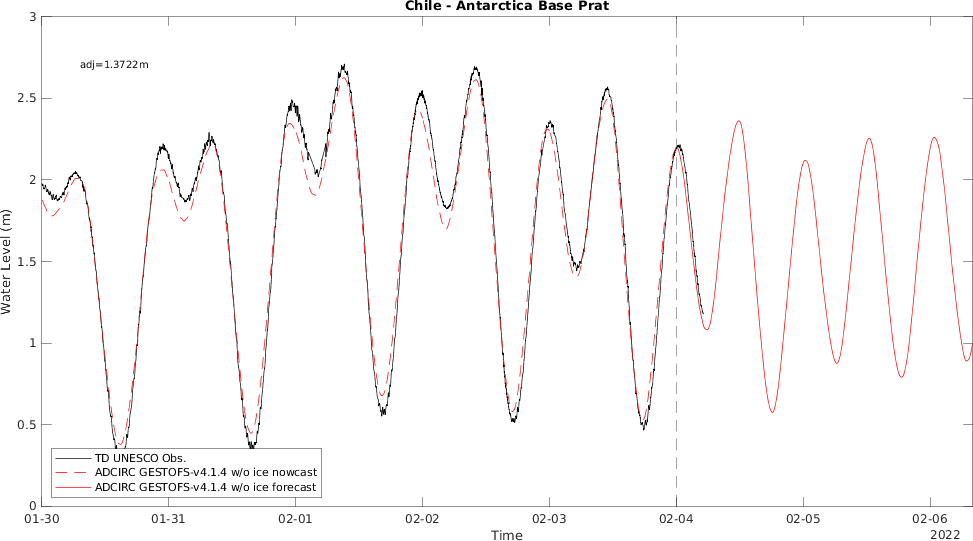 Chile - Antarctica Base Prat
3
adj=1.3722m
2.5
2
1.5
1
0.5
0
Water Level (m)
TD UNESCO Obs.
ADCIRC GESTOFS-v4.1.4 w/o ice nowcast
ADCIRC GESTOFS-v4.1.4 w/o ice forecast
01-30 01-31 02-01 02-02 02-03 02-04 02-05 02-06
Time
2022